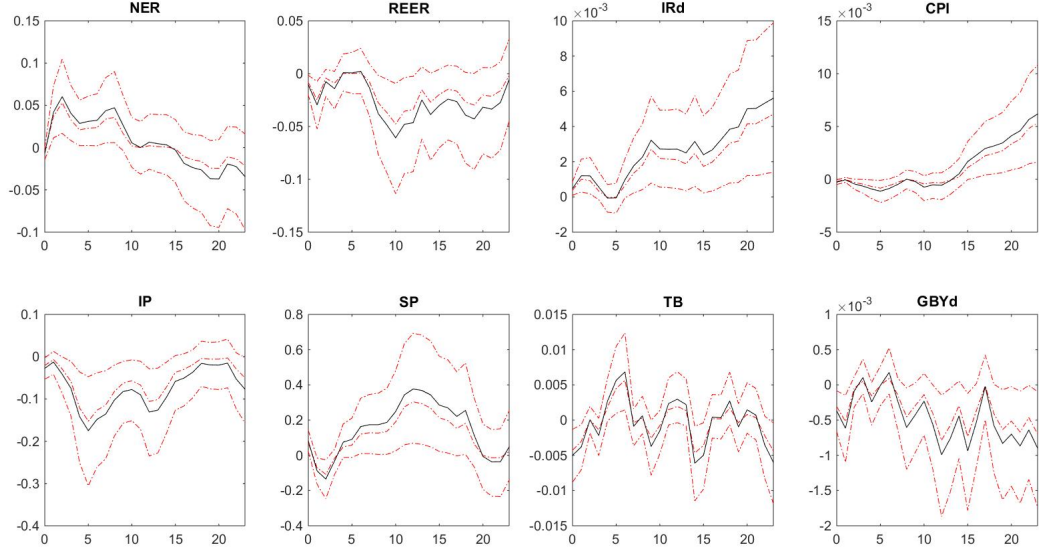 NER REER IRd CPI
0.15 0.05 10 ×10⁻³ 15 ×10⁻³
0.1 0 8 10
0.05 -0.05 6 5
0 -0.1 4 0
-0.05 -0.15 2 -5
-0.1 0
-2
0 5 10 15 20 0 5 10 15 20 0 5 10 15 20 0 5 10 15 20
IP SP TB GBYd
0.1 0.8 0.015 1 ×10⁻³
0 0.6 0.01 0.5
-0.1 0.4 0.005 0
-0.2 0.2 0 -0.5
-0.3 0 -0.005 -1
-0.4 -0.2 -0.01 -1.5
-0.4 -0.015 -2
0 5 10 15 20 0 5 10 15 20 0 5 10 15 20 0 5 10 15 20